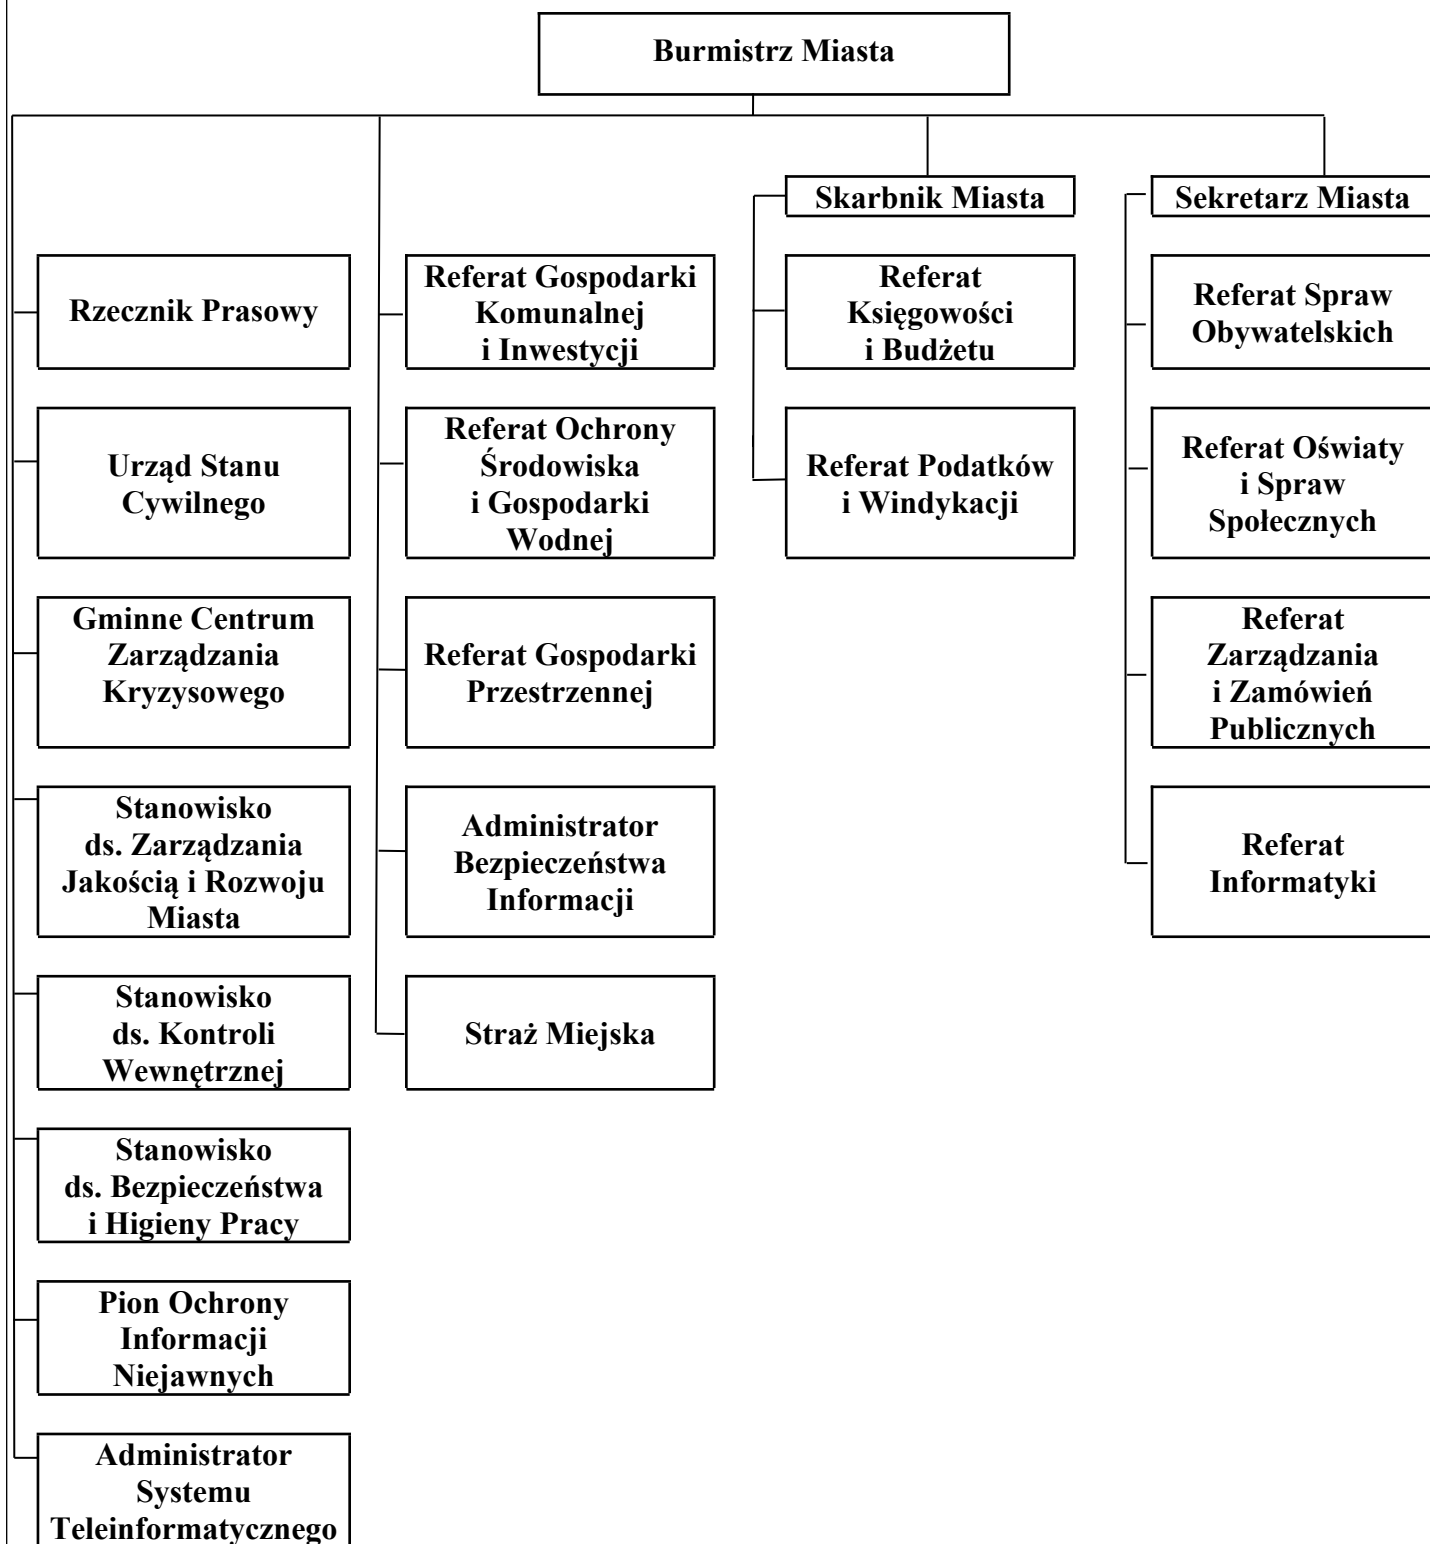 Burmistrz Miasta
Skarbnik Miasta
Sekretarz Miasta
Rzecznik Prasowy
Referat Gospodarki
Komunalnej
i Inwestycji
Referat
Księgowości
i Budżetu
Referat Spraw
Obywatelskich
Urząd Stanu
Cywilnego
Referat Ochrony
Środowiska
i Gospodarki
Wodnej
Referat Podatków
i Windykacji
Referat Oświaty
i Spraw
Społecznych
Gminne Centrum
Zarządzania
Kryzysowego
Referat Gospodarki
Przestrzennej
Referat
Zarządzania
i Zamówień
Publicznych
Stanowisko
ds. Zarządzania
Jakością i Rozwoju
Miasta
Administrator
Bezpieczeństwa
Informacji
Referat
Informatyki
Stanowisko
ds. Kontroli
Wewnętrznej
Straż Miejska
Stanowisko
ds. Bezpieczeństwa
i Higieny Pracy
Pion Ochrony
Informacji
Niejawnych
Administrator
Systemu
Teleinformatycznego